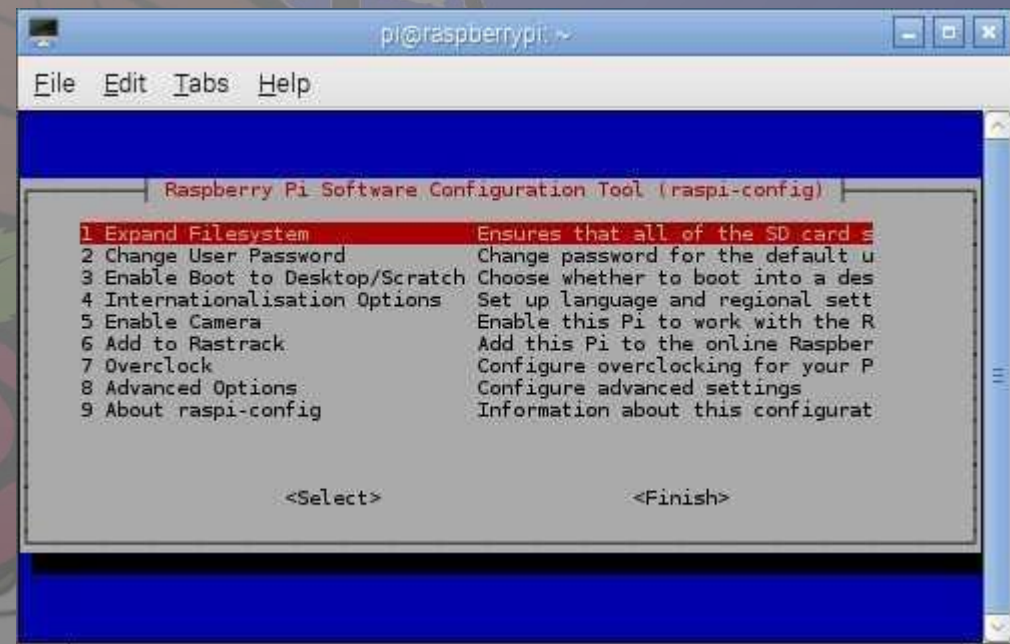 pi@raspberrypi: ~
File Edit Tabs Help
Raspberry Pi Software Configuration Tool (raspi-config)
1 Expand Filesystem Ensures that all of the SD card s
2 Change User Password Change password for the default u
3 Enable Boot to Desktop/Scratch Choose whether to boot into a des
4 Internationalisation Options Set up language and regional sett
5 Enable Camera Enable this Pi to work with the R
6 Add to Rastrack Add this Pi to the online Raspber
7 Overclock Configure overclocking for your P
8 Advanced Options Configure advanced settings
9 About raspi-config Information about this configurat
<Select> <Finish>